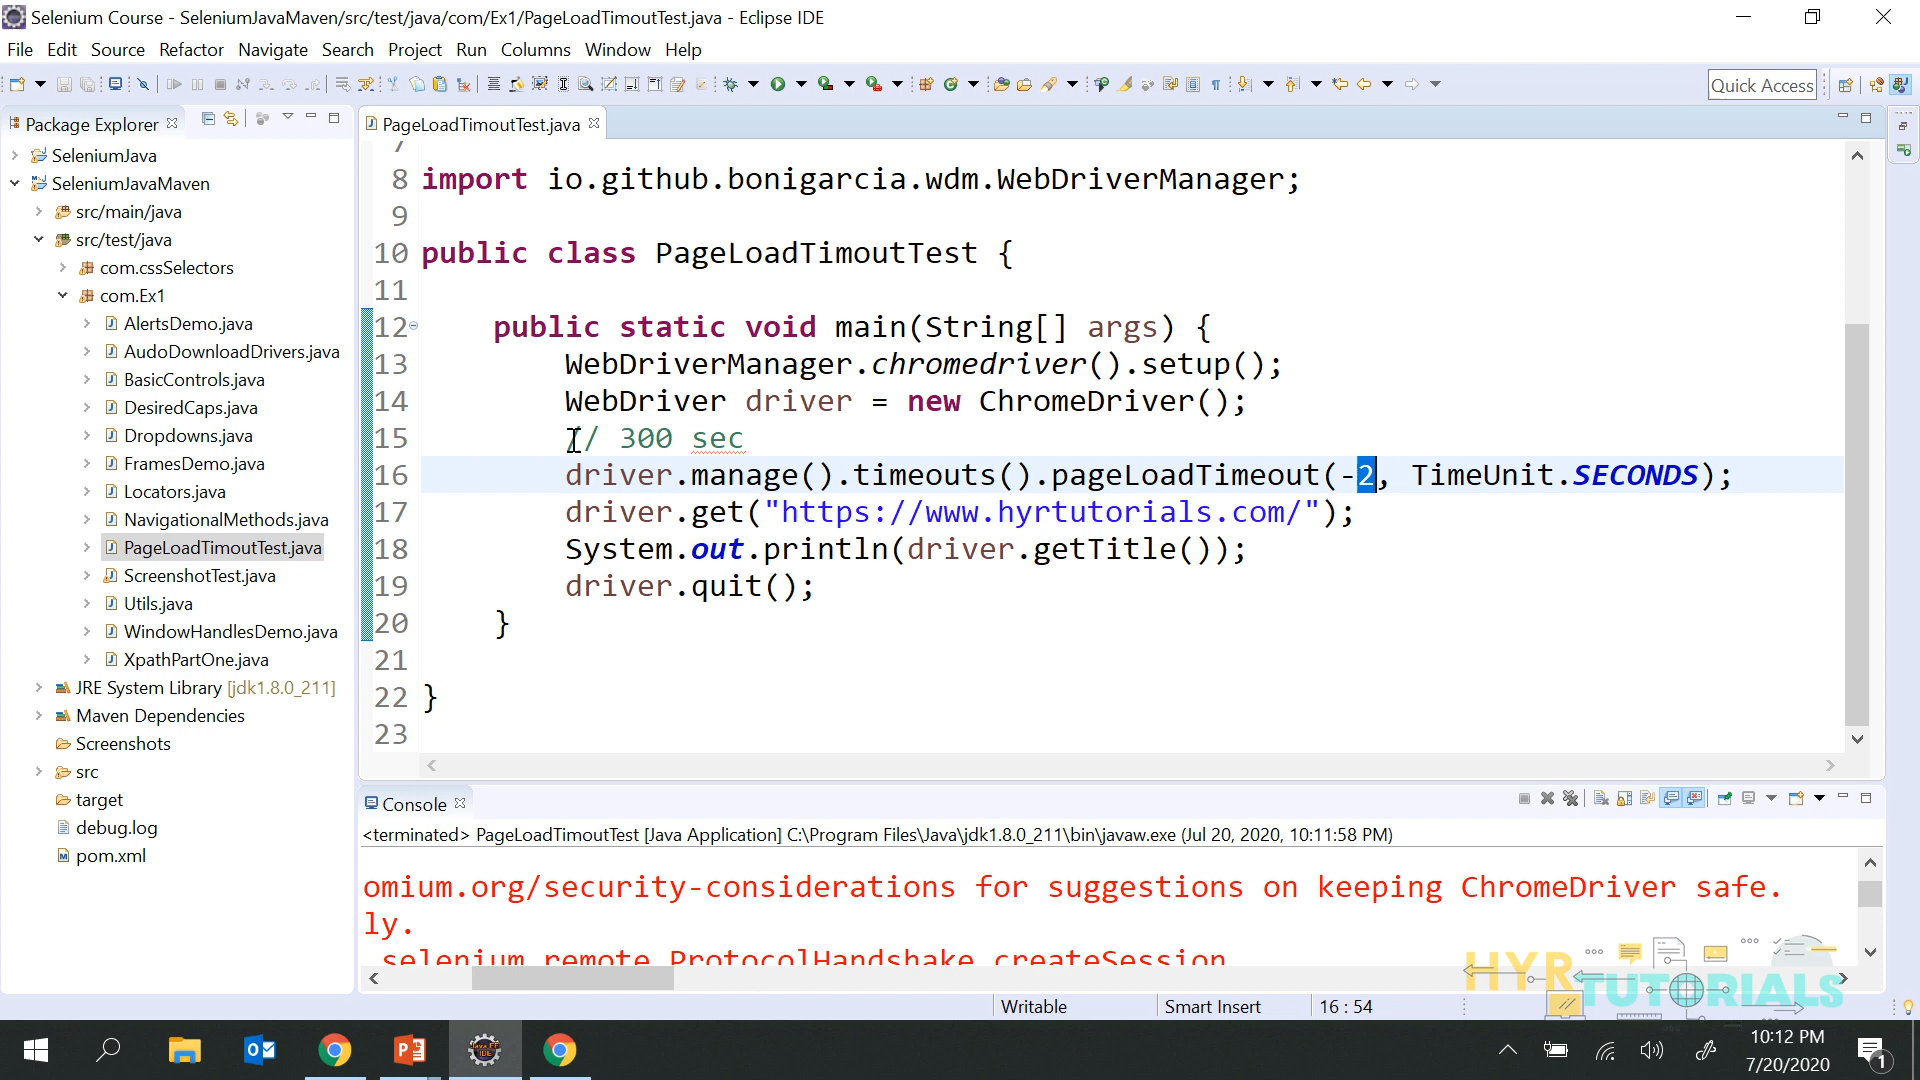 Selenium Course - SeleniumJavaMaven/src/test/java/com/Ex1/PageLoadTimoutTest.java - Eclipse IDE
File Edit Source Refactor Navigate Search Project Run Columns Window Help
Quick Access
Package Explorer
SeleniumJava
SeleniumJavaMaven
src/main/java
src/test/java
com.cssSelectors
com.Ex1
AlertsDemo.java
AudoDownloadDrivers.java
BasicControls.java
DesiredCaps.java
Dropdowns.java
FramesDemo.java
Locators.java
NavigationalMethods.java
PageLoadTimoutTest.java
ScreenshotTest.java
Utils.java
WindowHandlesDemo.java
XpathPartOne.java
JRE System Library [jdk1.8.0_211]
Maven Dependencies
Screenshots
src
target
debug.log
pom.xml
PageLoadTimoutTest.java
7
8 import io.github.bonigarcia.wdm.WebDriverManager;
9
10 public class PageLoadTimoutTest {
11
12 public static void main(String[] args) {
13 WebDriverManager.chromedriver().setup();
14 WebDriver driver = new ChromeDriver();
15 // 300 sec
16 driver.manage().timeouts().pageLoadTimeout(-2, TimeUnit.SECONDS);
17 driver.get("https://www.hyrtutorials.com/");
18 System.out.println(driver.getTitle());
19 driver.quit();
20 }
21
22 }
23
Console
<terminated> PageLoadTimoutTest [Java Application] C:\Program Files\Java\jdk1.8.0_211\bin\javaw.exe (Jul 20, 2020, 10:11:58 PM)
omium.org/security-considerations for suggestions on keeping ChromeDriver safe.
ly.
selenium.remote.ProtocolHandshake createSession
HYR TUTORIALS
Writable Smart Insert 16 : 54
10:12 PM
7/20/2020
1